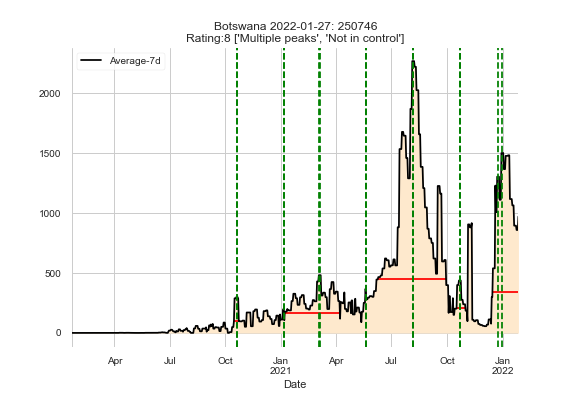 Botswana 2022-01-27: 250746
Rating:8 ['Multiple peaks', 'Not in control']
Average-7d
2000
1500
1000
500
0
Apr Jul Oct Jan Apr Jul Oct Jan
2021 2022
Date